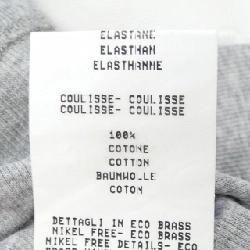 ELASTANE
ELASTHAN
ELASTHANNE
COULISSE- COULISSE
COULISSE- COULISSE
100%
COTONE
COTTON
BAUMWOLLE
COTON
DETTAGLI IN ECO BRASS
NIKEL FREE- ECO BRASS
NIKEL FREE DETAILS- ECO